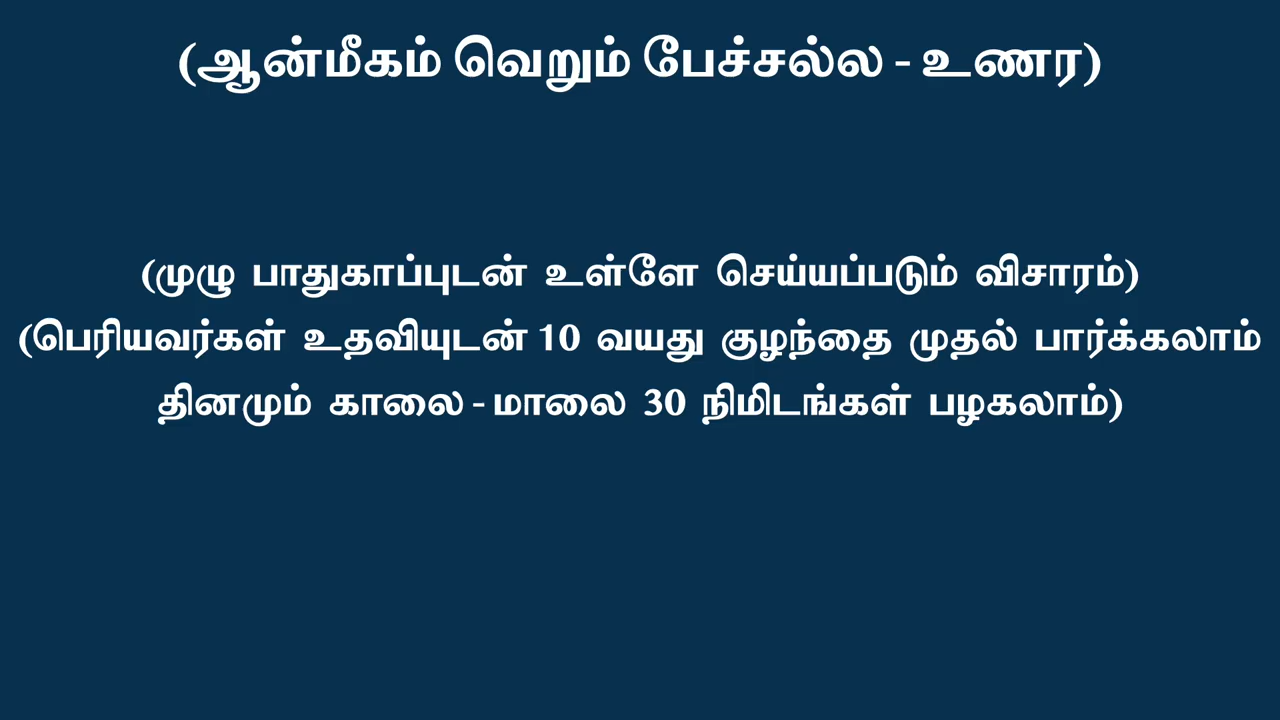 (ஆன்மீகம் வெறும் பேச்சல்ல - உணர)
(முழு பாதுகாப்புடன் உள்ளே செய்யப்படும் விசாரம்)
(பெரியவர்கள் உதவியுடன் 10 வயது குழந்தை முதல் பார்க்கலாம்
தினமும் காலை - மாலை 30 நிமிடங்கள் பழகலாம்)